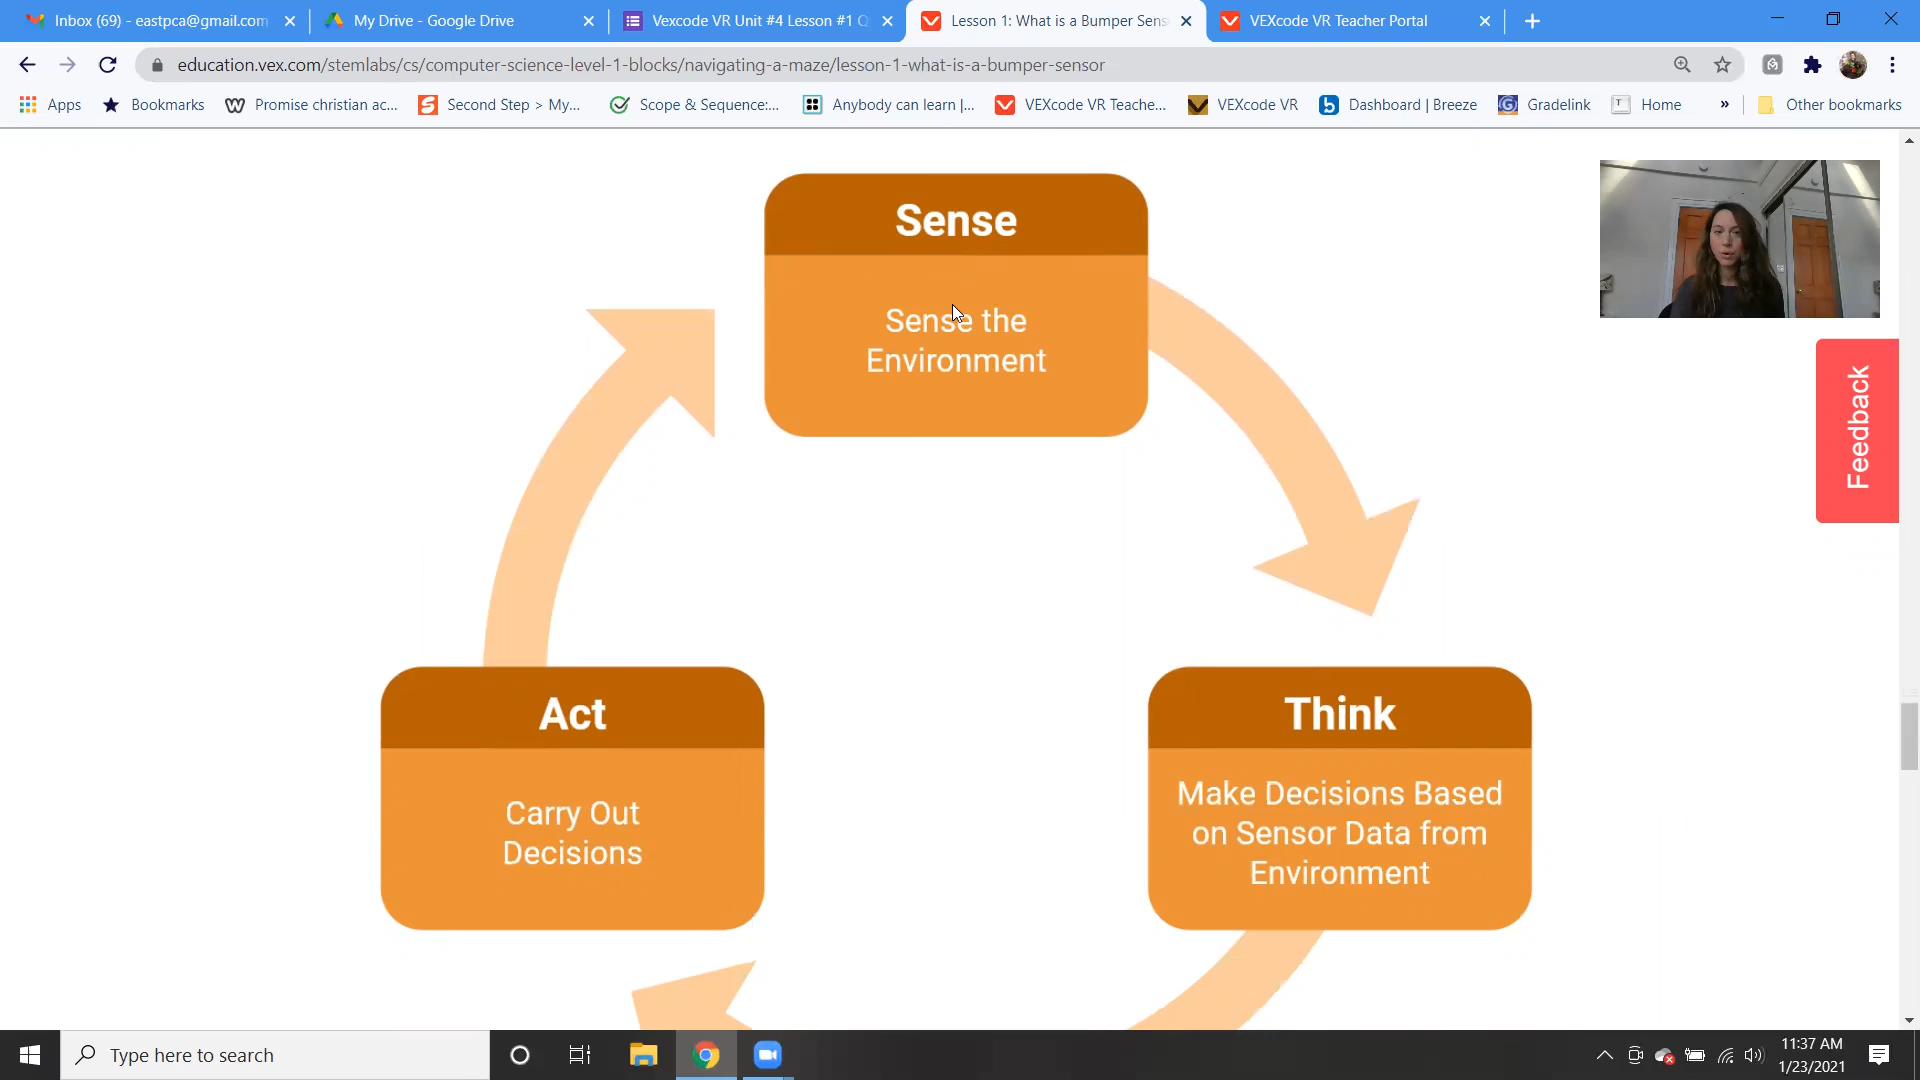 Inbox (69) - eastpca@gmail.com
My Drive - Google Drive
Vexcode VR Unit #4 Lesson #1 Q
Lesson 1: What is a Bumper Sens
VEXcode VR Teacher Portal
education.vex.com/stemlabs/cs/computer-science-level-1-blocks/navigating-a-maze/lesson-1-what-is-a-bumper-sensor
Apps
Bookmarks
Promise christian ac...
Second Step > My...
Scope & Sequence:...
Anybody can learn |...
VEXcode VR Teache...
VEXcode VR
Dashboard | Breeze
Gradelink
Home
»
Other bookmarks
Sense
Sense the
Environment
Feedback
Act
Carry Out
Decisions
Think
Make Decisions Based
on Sensor Data from
Environment
Type here to search
11:37 AM
1/23/2021